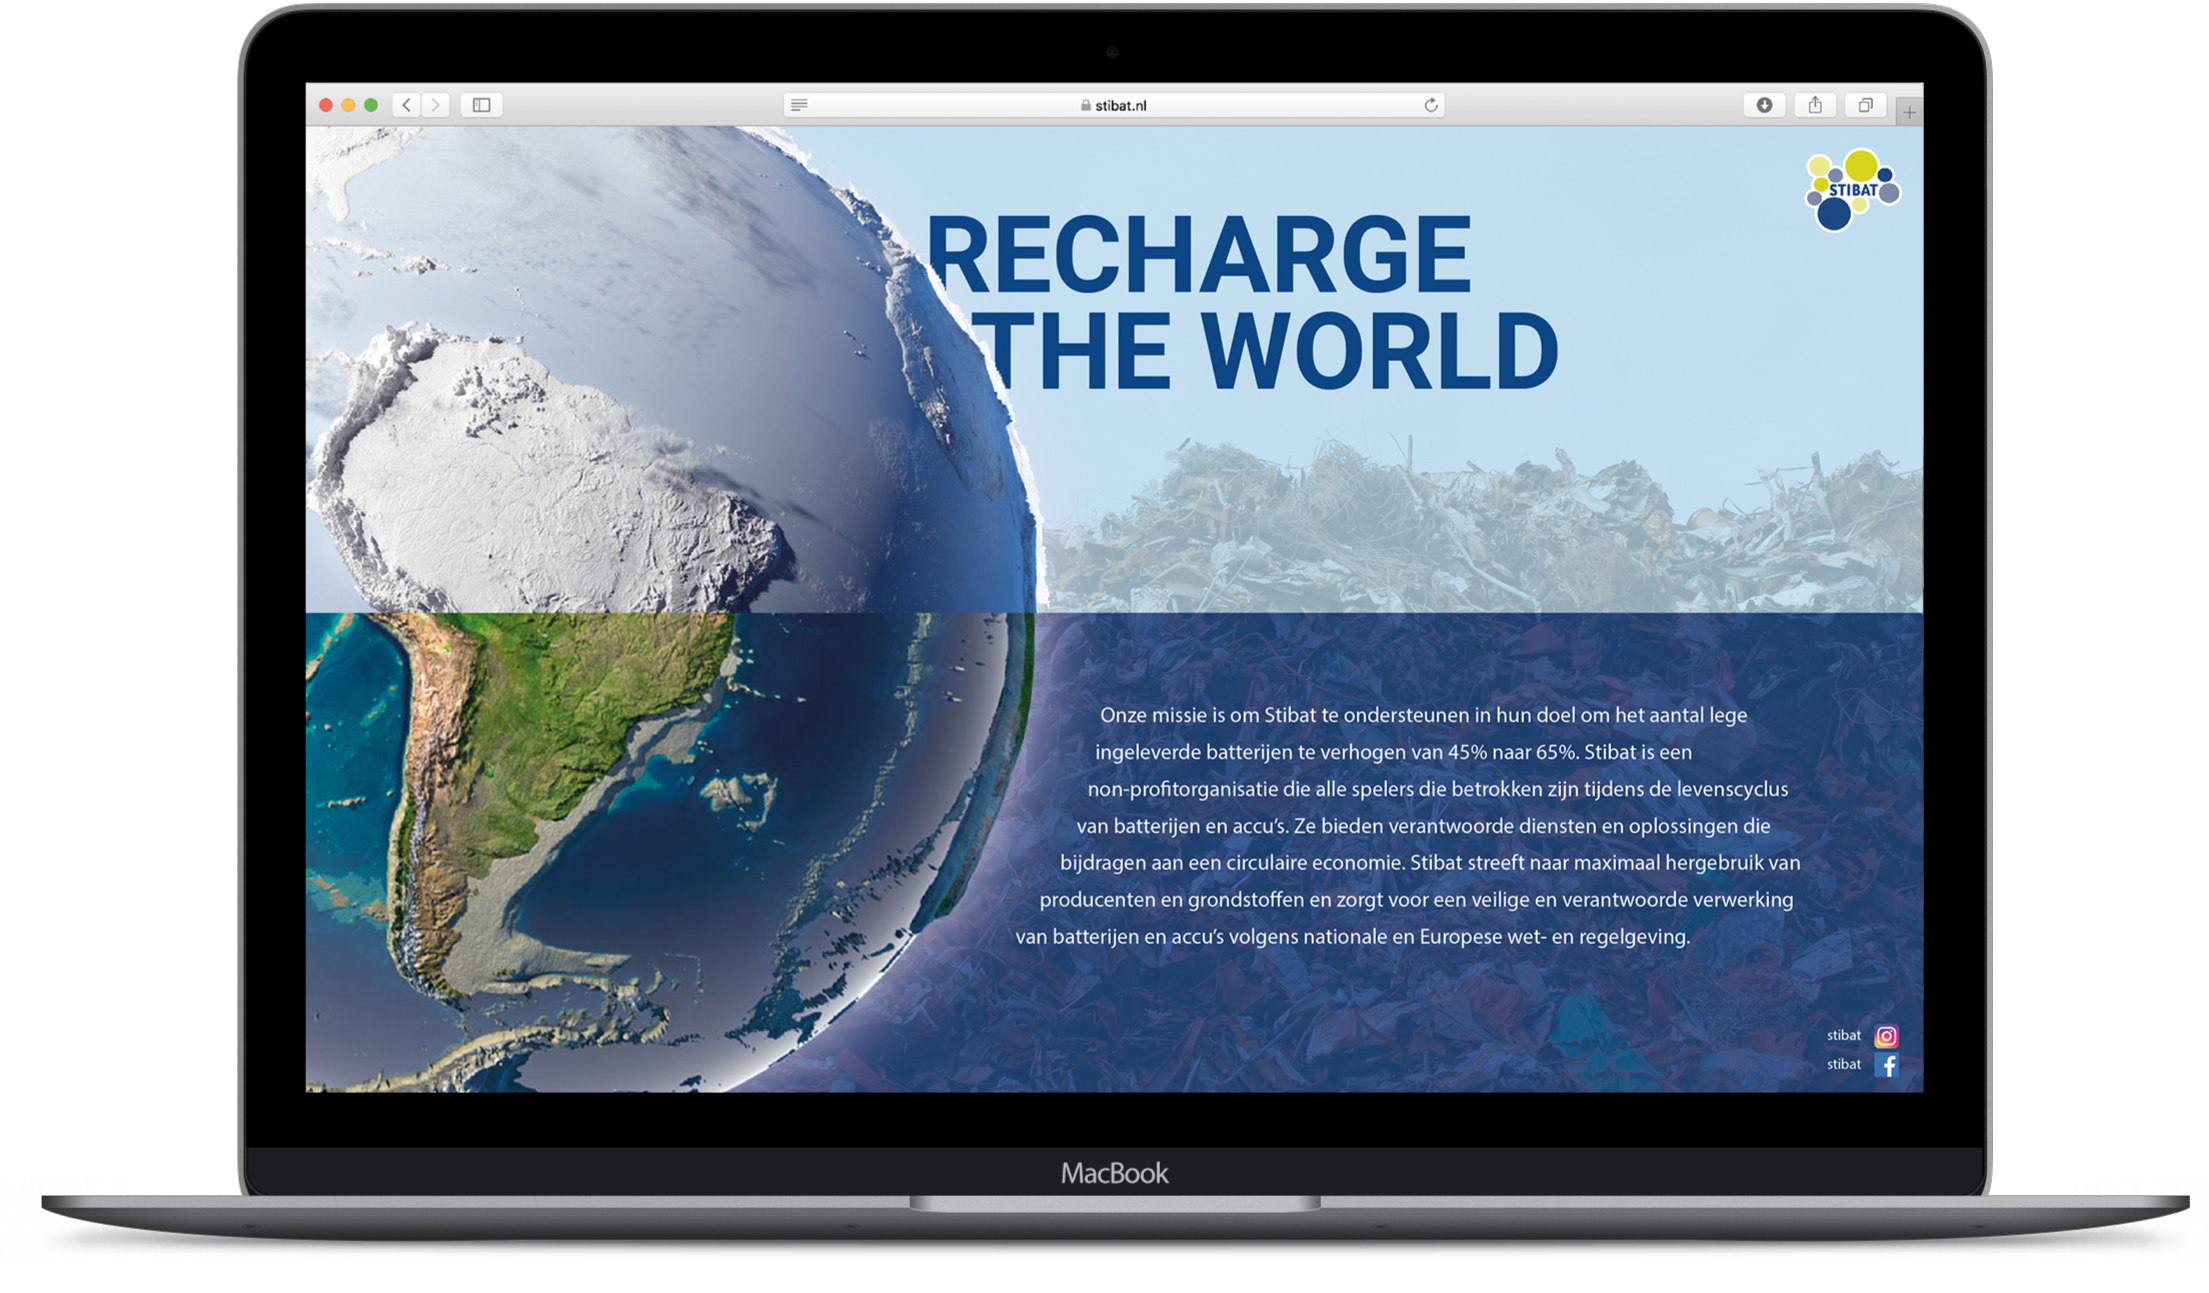 stibat.nl
STIBAT
RECHARGE
THE WORLD
Onze missie is om Stibat te ondersteunen in hun doel om het aantal lege
ingeleverde batterijen te verhogen van 45% naar 65%. Stibat is een
non-profitorganisatie die alle spelers die betrokken zijn tijdens de levenscyclus
van batterijen en accu's. Ze bieden verantwoorde diensten en oplossingen die
bijdragen aan een circulaire economie. Stibat streeft naar maximaal hergebruik van
producenten en grondstoffen en zorgt voor een veilige en verantwoorde verwerking
van batterijen en accu's volgens nationale en Europese wet- en regelgeving.
stibat
stibat
MacBook